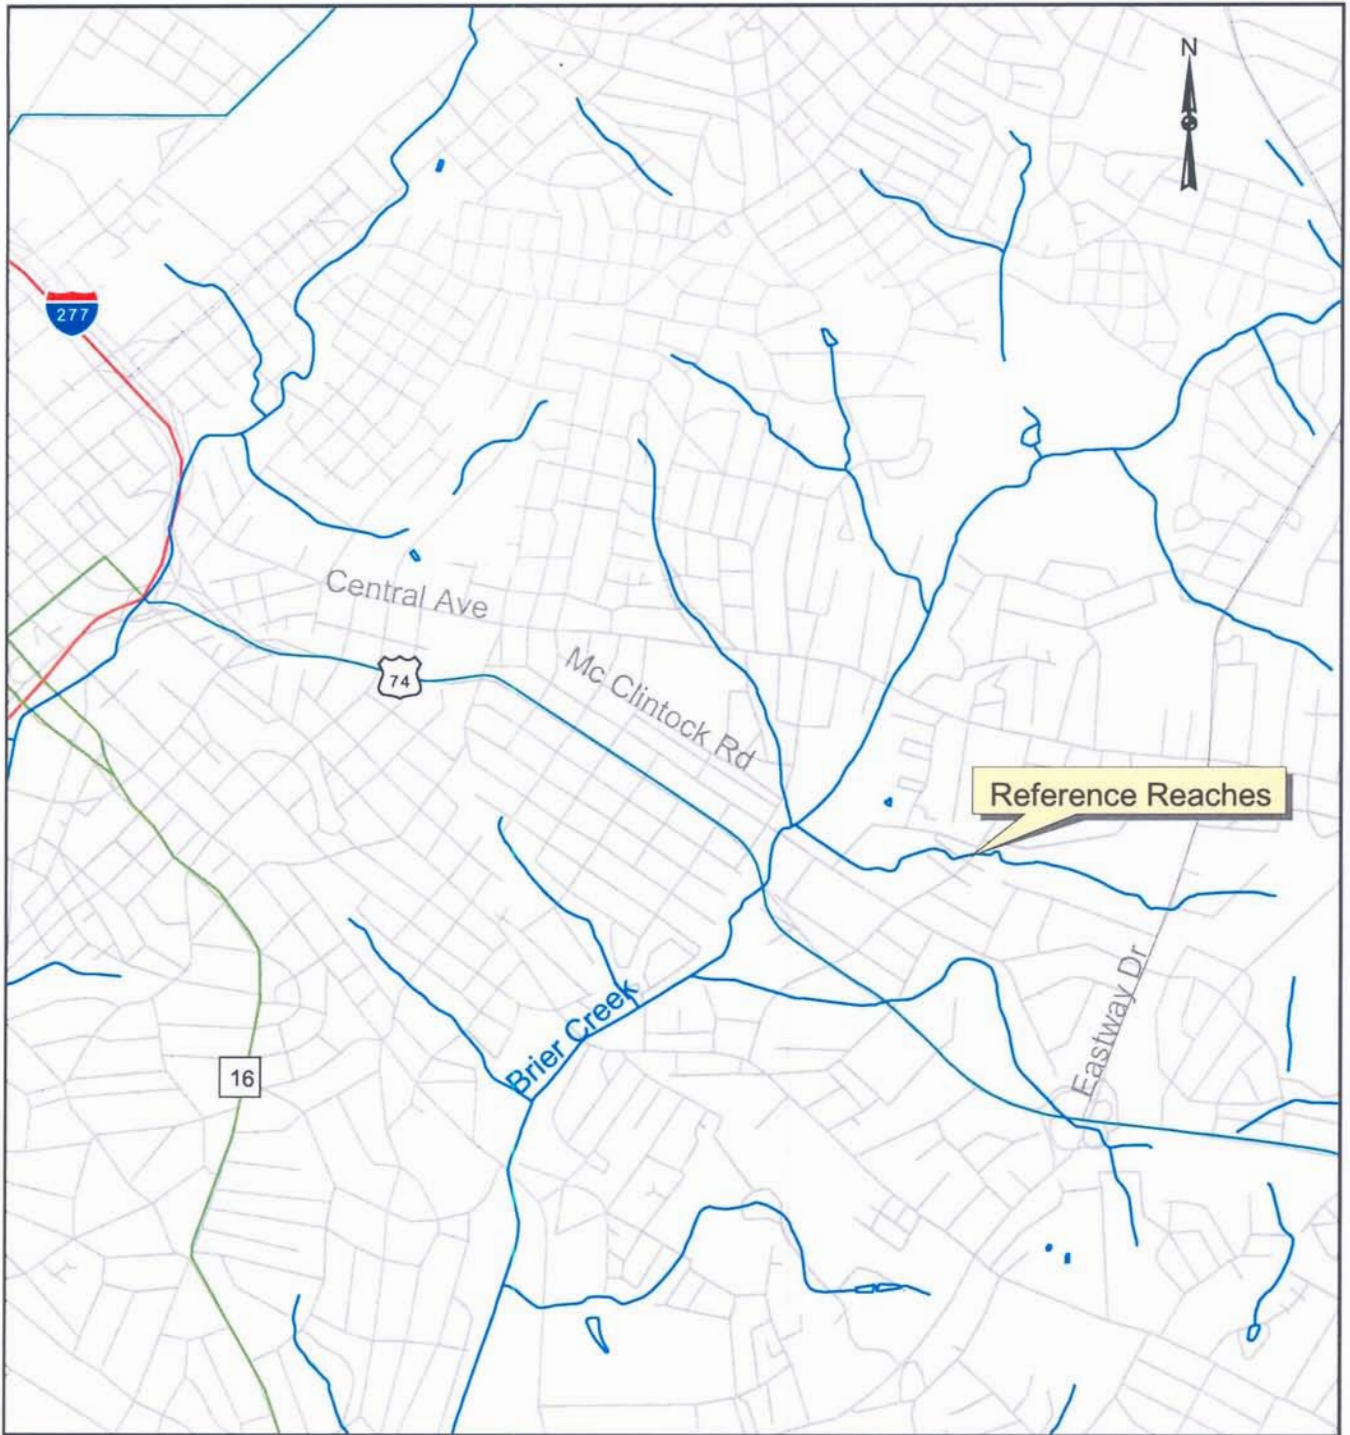 N
277
Central Ave
74
Mc Clintock Rd
Reference Reaches
Brier Creek
Eastway Dr
16